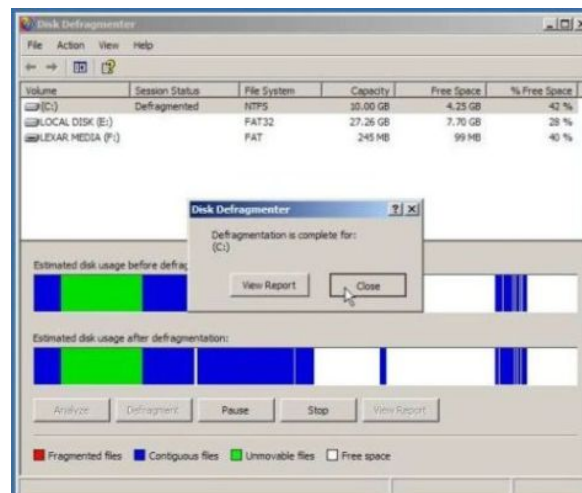 Disk Defragmenter
File Action View Help
Volume Session Status File System Capacity Free Space % Free Space
(C:) Defragmented NTFS 10.00 GB 4.25 GB 42 %
LOCAL DISK (E:) FAT32 27.26 GB 7.70 GB 28 %
LEXAR MEDIA (F:) FAT 245 MB 99 MB 40 %
Disk Defragmenter
Defragmentation is complete for:
(C:)
View Report Close
Estimated disk usage before defrag
Estimated disk usage after defragmentation:
Analyze Defragment Pause Stop View Report
Fragmented files Contiguous files Unmovable files Free space